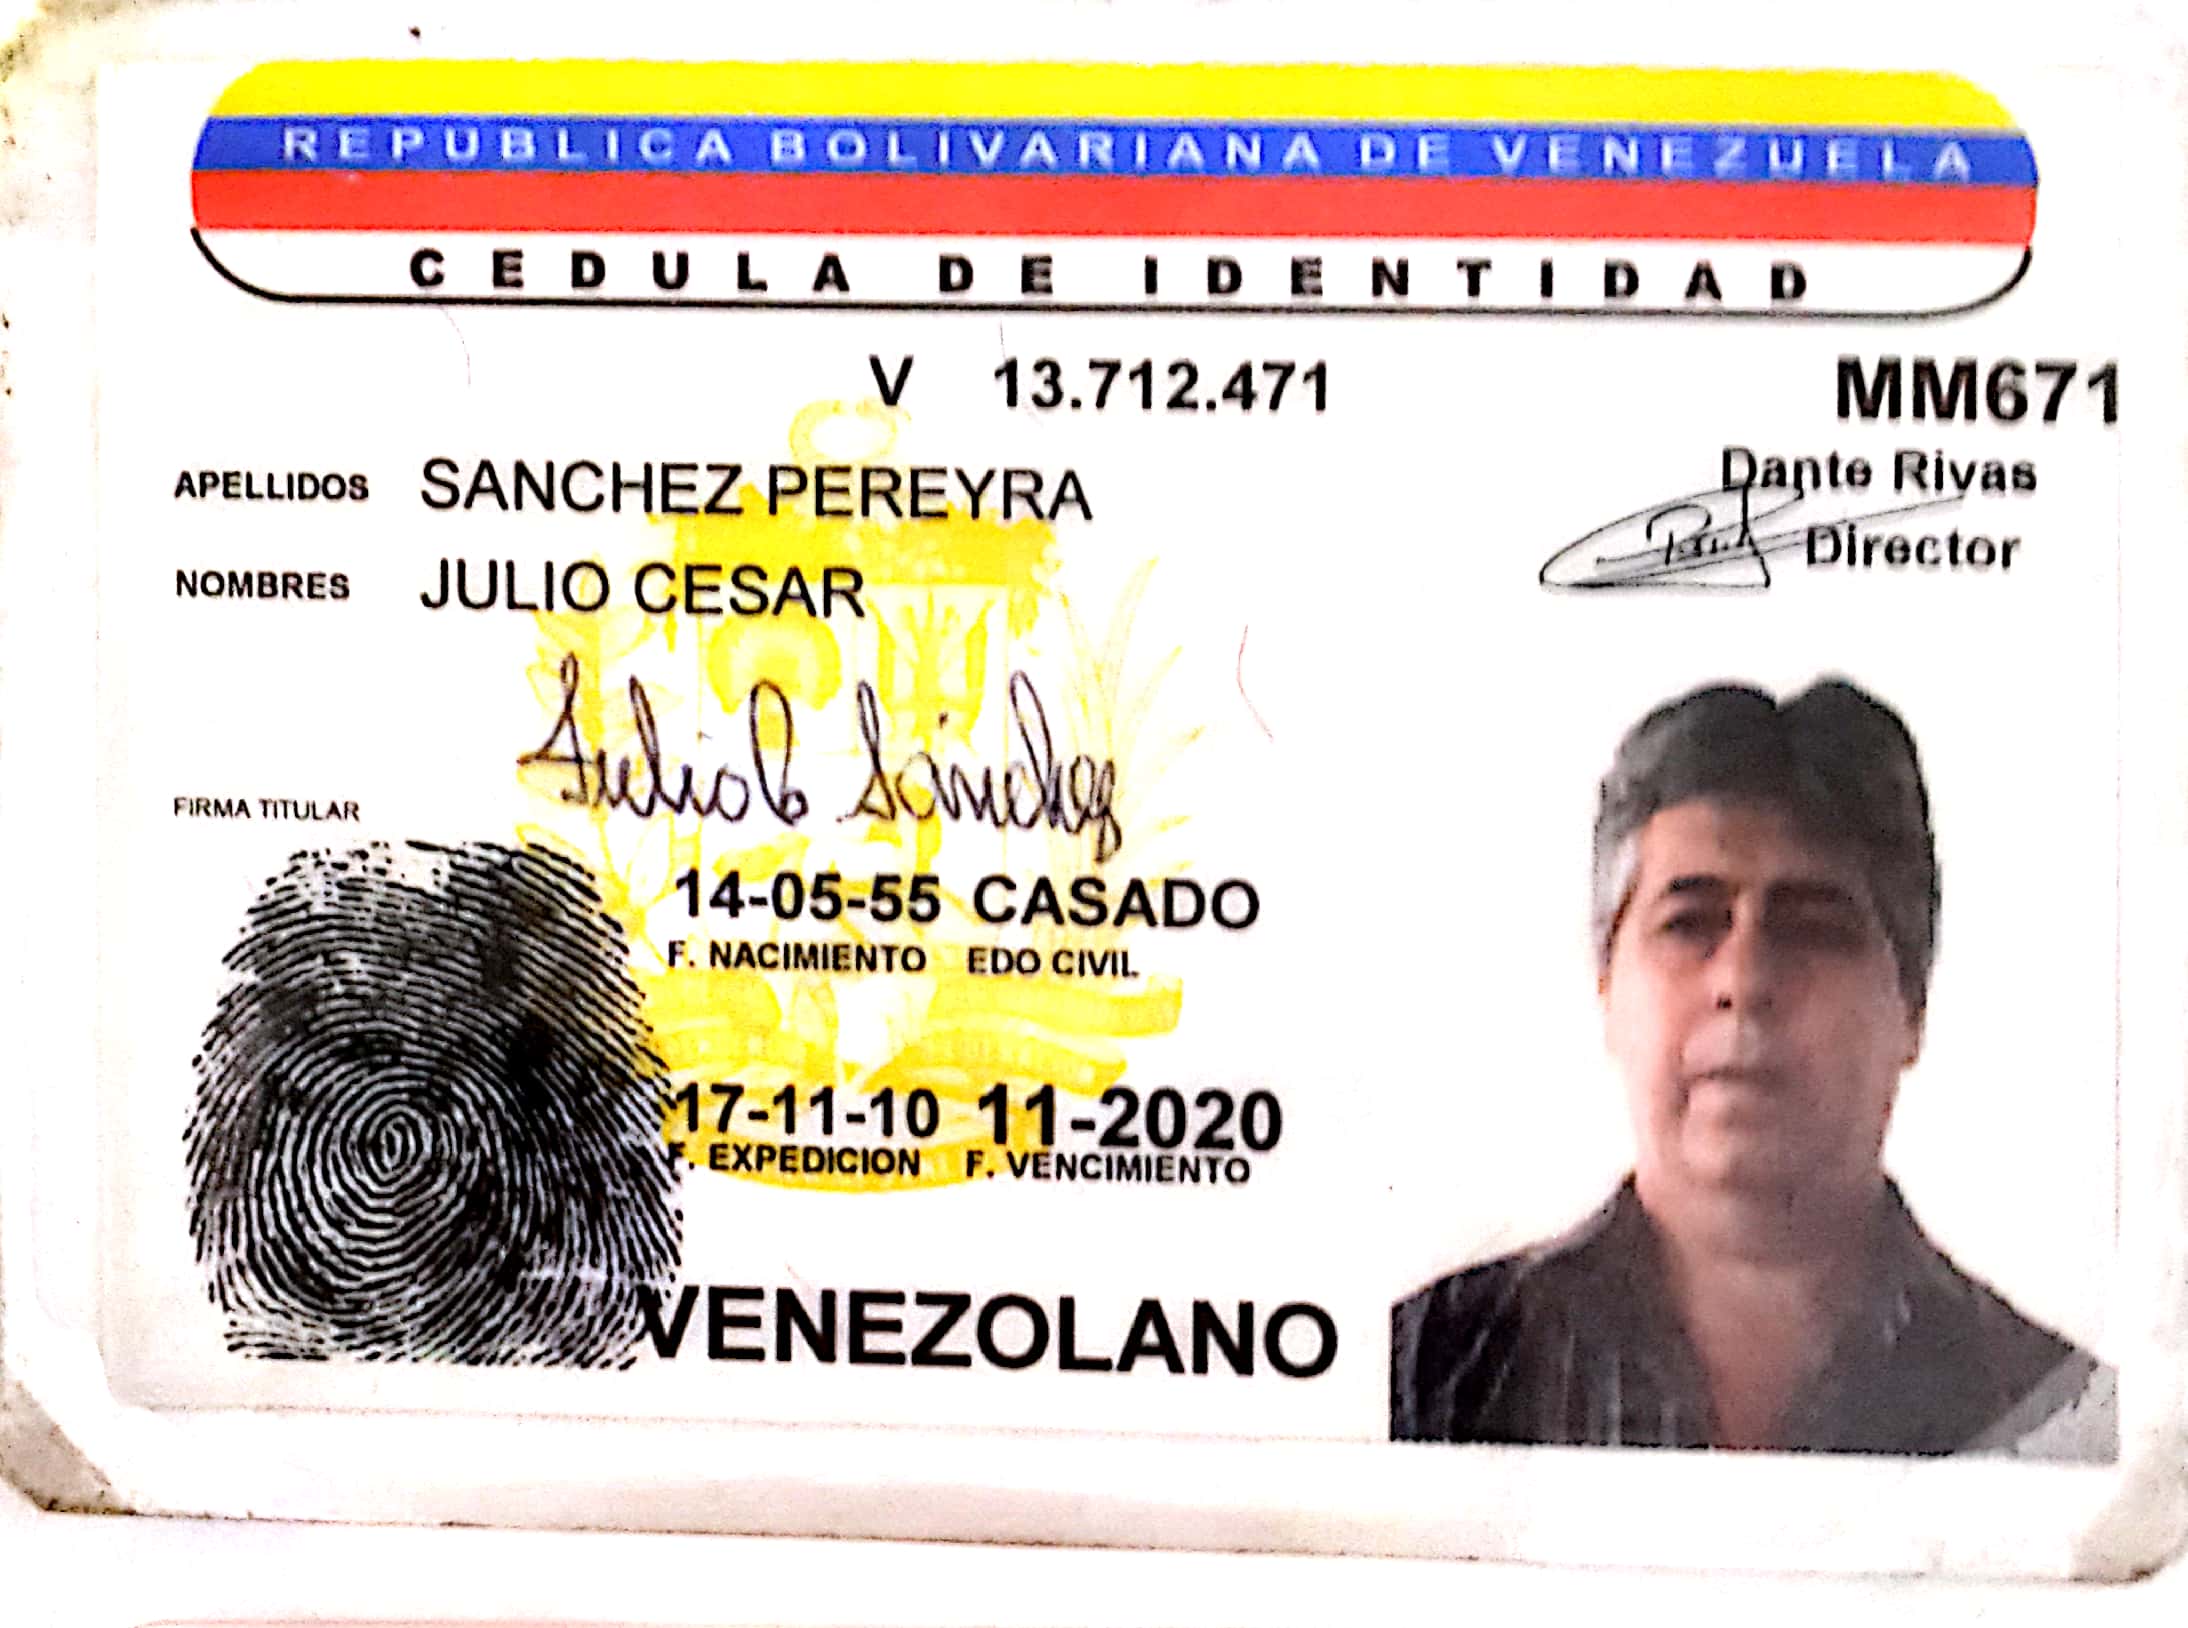 REPUBLICA BOLIVARIANA DE VENEZUELA
CEDULA DE IDENTIDAD
V 13.712.471
MM671
APELLIDOS SANCHEZ PEREYRA
Dante Rivas
Director
NOMBRES JULIO CESAR
Julio C Sánchez
FIRMA TITULAR
14-05-55 CASADO
F. NACIMIENTO EDO CIVIL
17-11-10 11-2020
F. EXPEDICION F. VENCIMIENTO
VENEZOLANO